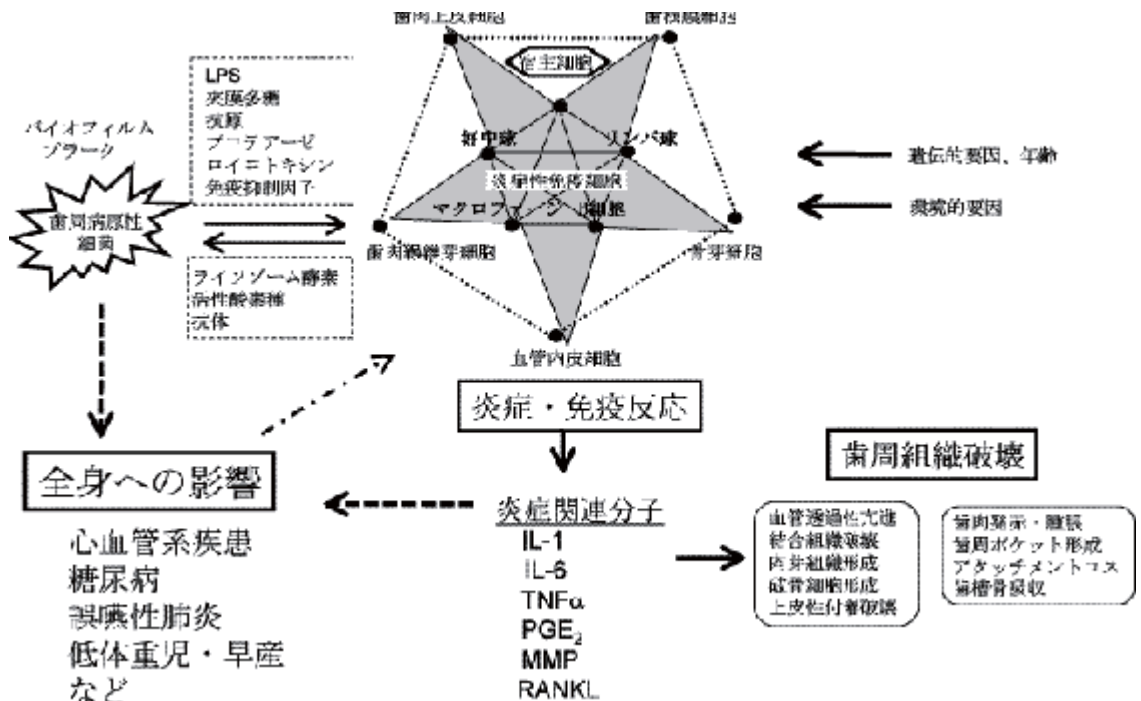 歯肉上皮細胞
歯根膜細胞
宿主細胞
LPS
莢膜多糖
抗原
プロテアーゼ
ロイコトキシン
免疫抑制因子
バイオフィルム
プラーク
歯周病原性
細菌
好中球
リンパ球
炎症性免疫細胞
マクロファージ
遺伝的要因、年齢
環境的要因
歯肉線維芽細胞
骨芽細胞
ライソゾーム酵素
活性酸素種
抗体
血管内皮細胞
炎症・免疫反応
全身への影響
心血管系疾患
糖尿病
誤嚥性肺炎
低体重児・早産
など
炎症関連分子
IL-1
IL-6
TNFα
PGE₂
MMP
RANKL
歯周組織破壊
血管透過性亢進
結合組織破壊
肉芽組織形成
破骨細胞形成
上皮性付着破壊
歯肉発赤・腫脹
歯周ポケット形成
アタッチメントロス
歯槽骨吸収